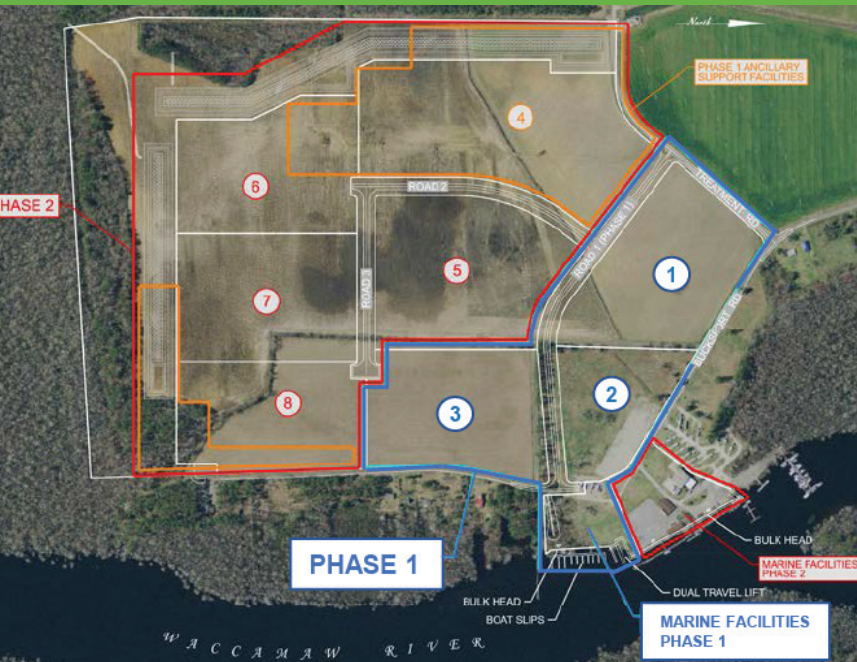 North
PHASE 1 ANCILLARY
SUPPORT FACILITIES
4
TREATMENT RD
6
ROAD 2
HASE 2
ROAD 1 (PHASE 1)
1
5
7
ROAD 3
BUCKSPORT RD
8
3
2
PHASE 1
BULK HEAD
MARINE FACILITIES
PHASE 2
DUAL TRAVEL LIFT
BULK HEAD
BOAT SLIPS
MARINE FACILITIES
PHASE 1
WACCAMAW RIVER